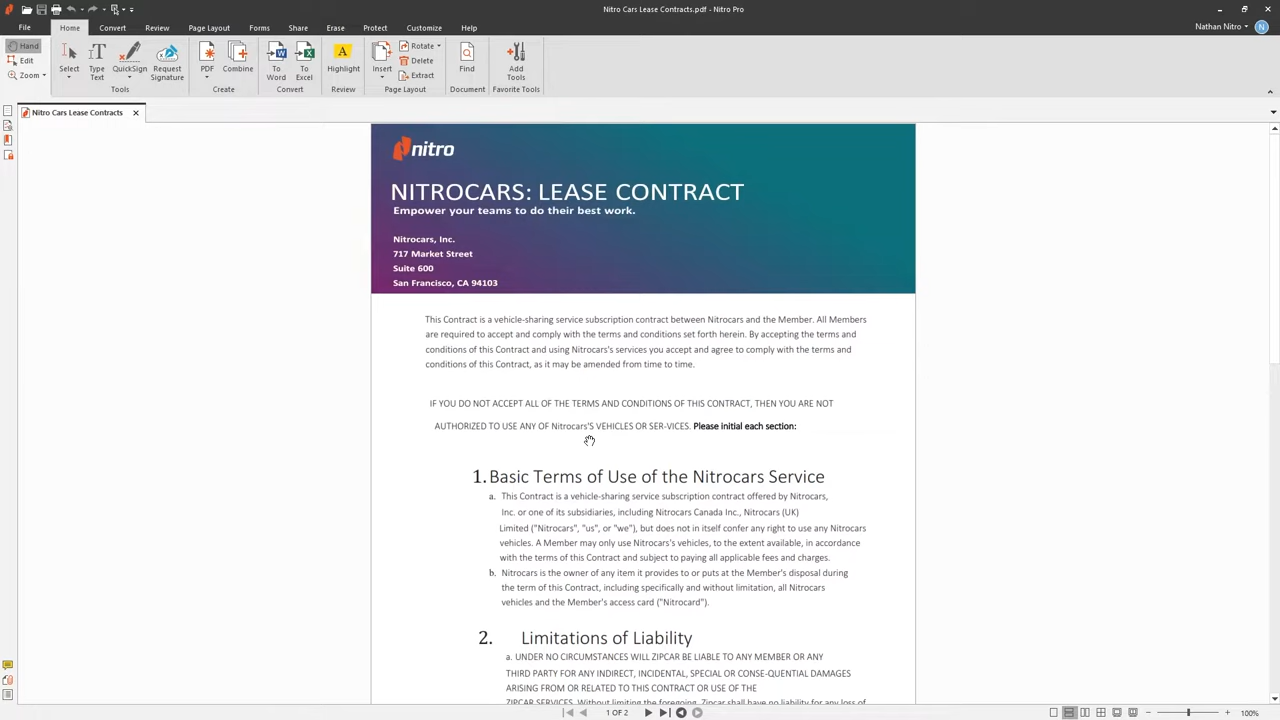 Nitro Cars Lease Contracts.pdf - Nitro Pro
File Home Convert Review Page Layout Forms Share Erase Protect Customize Help Nathan Nitro N
Hand
Edit
Zoom
Select
Type Text
QuickSign
Request Signature
Tools
PDF
Combine
Create
To Word
To Excel
Convert
Highlight
Review
Insert
Rotate
Delete
Extract
Page Layout
Find
Document
Add Tools
Favorite Tools
Nitro Cars Lease Contracts
nitro
NITROCARS: LEASE CONTRACT
Empower your teams to do their best work.
Nitrocars, Inc.
717 Market Street
Suite 600
San Francisco, CA 94103
This Contract is a vehicle-sharing service subscription contract between Nitrocars and the Member. All Members
are required to accept and comply with the terms and conditions set forth herein. By accepting the terms and
conditions of this Contract and using Nitrocars's services you accept and agree to comply with the terms and
conditions of this Contract, as it may be amended from time to time.
IF YOU DO NOT ACCEPT ALL OF THE TERMS AND CONDITIONS OF THIS CONTRACT, THEN YOU ARE NOT
AUTHORIZED TO USE ANY OF Nitrocars'S VEHICLES OR SER-VICES. Please initial each section:
1. Basic Terms of Use of the Nitrocars Service
a. This Contract is a vehicle-sharing service subscription contract offered by Nitrocars,
Inc. or one of its subsidiaries, including Nitrocars Canada Inc., Nitrocars (UK)
Limited ("Nitrocars", "us", or "we"), but does not in itself confer any right to use any Nitrocars
vehicles. A Member may only use Nitrocars's vehicles, to the extent available, in accordance
with the terms of this Contract and subject to paying all applicable fees and charges.
b. Nitrocars is the owner of any item it provides to or puts at the Member's disposal during
the term of this Contract, including specifically and without limitation, all Nitrocars
vehicles and the Member's access card ("Nitrocard").
2. Limitations of Liability
a. UNDER NO CIRCUMSTANCES WILL ZIPCAR BE LIABLE TO ANY MEMBER OR ANY
THIRD PARTY FOR ANY INDIRECT, INCIDENTAL, SPECIAL OR CONSE-QUENTIAL DAMAGES
ARISING FROM OR RELATED TO THIS CONTRACT OR USE OF THE
ZIPCAR SERVICES. Without limiting the foregoing, Zipcar shall have no liability for any loss of
1 OF 2
100%